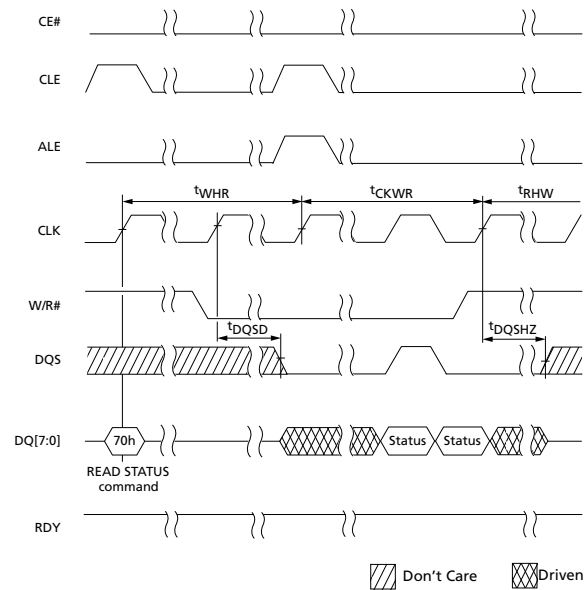 CE#
CLE
ALE
tWHR tCKWR tRHW
CLK
W/R#
tDQSD tDQSHZ
DQS
DQ[7:0] 70h Status Status
READ STATUS
command
RDY
Don't Care Driven